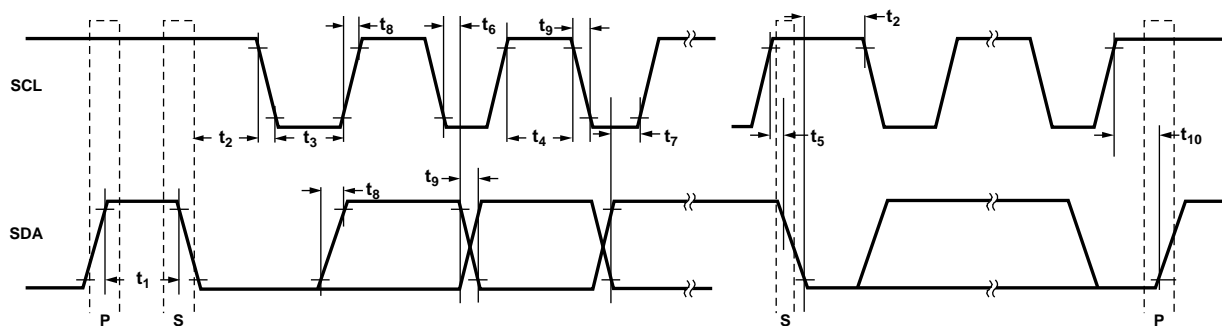 t8 t6 t9 t2
SCL
t2 t3 t4 t7 t5 t10
t8 t9
SDA
t1
P S S P